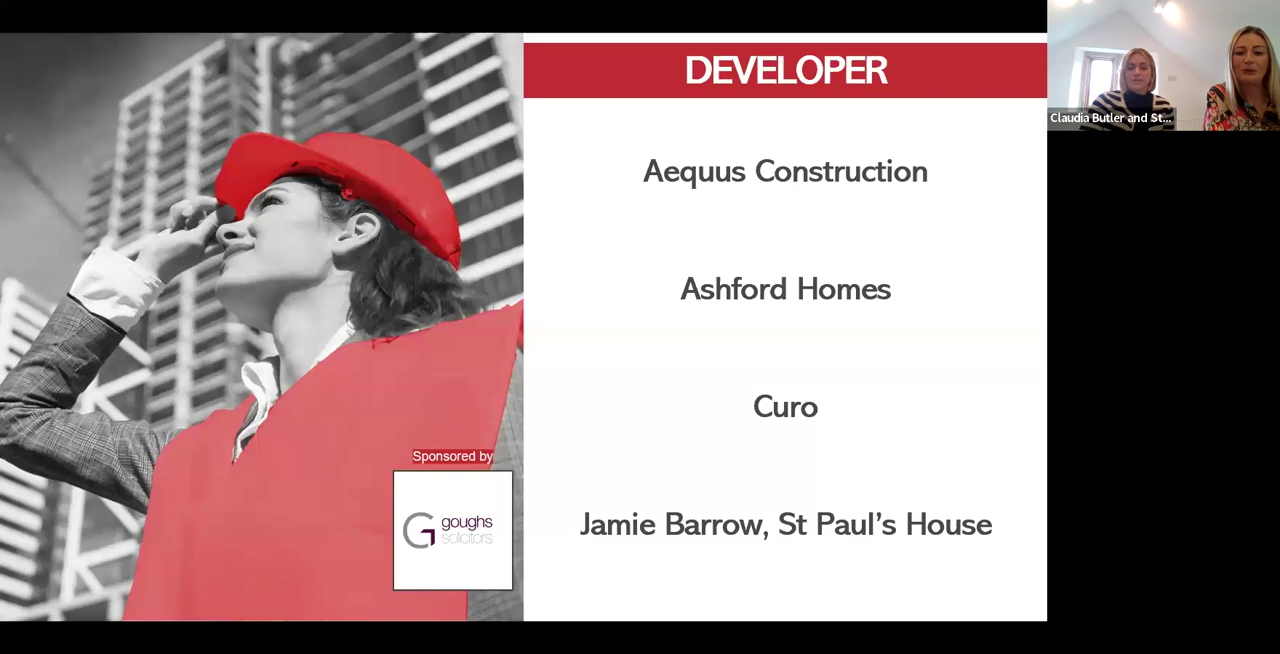 DEVELOPER
Aequus Construction
Ashford Homes
Curo
Jamie Barrow, St Paul’s House
Sponsored by
goughs
solicitors
Claudia Butler and St...